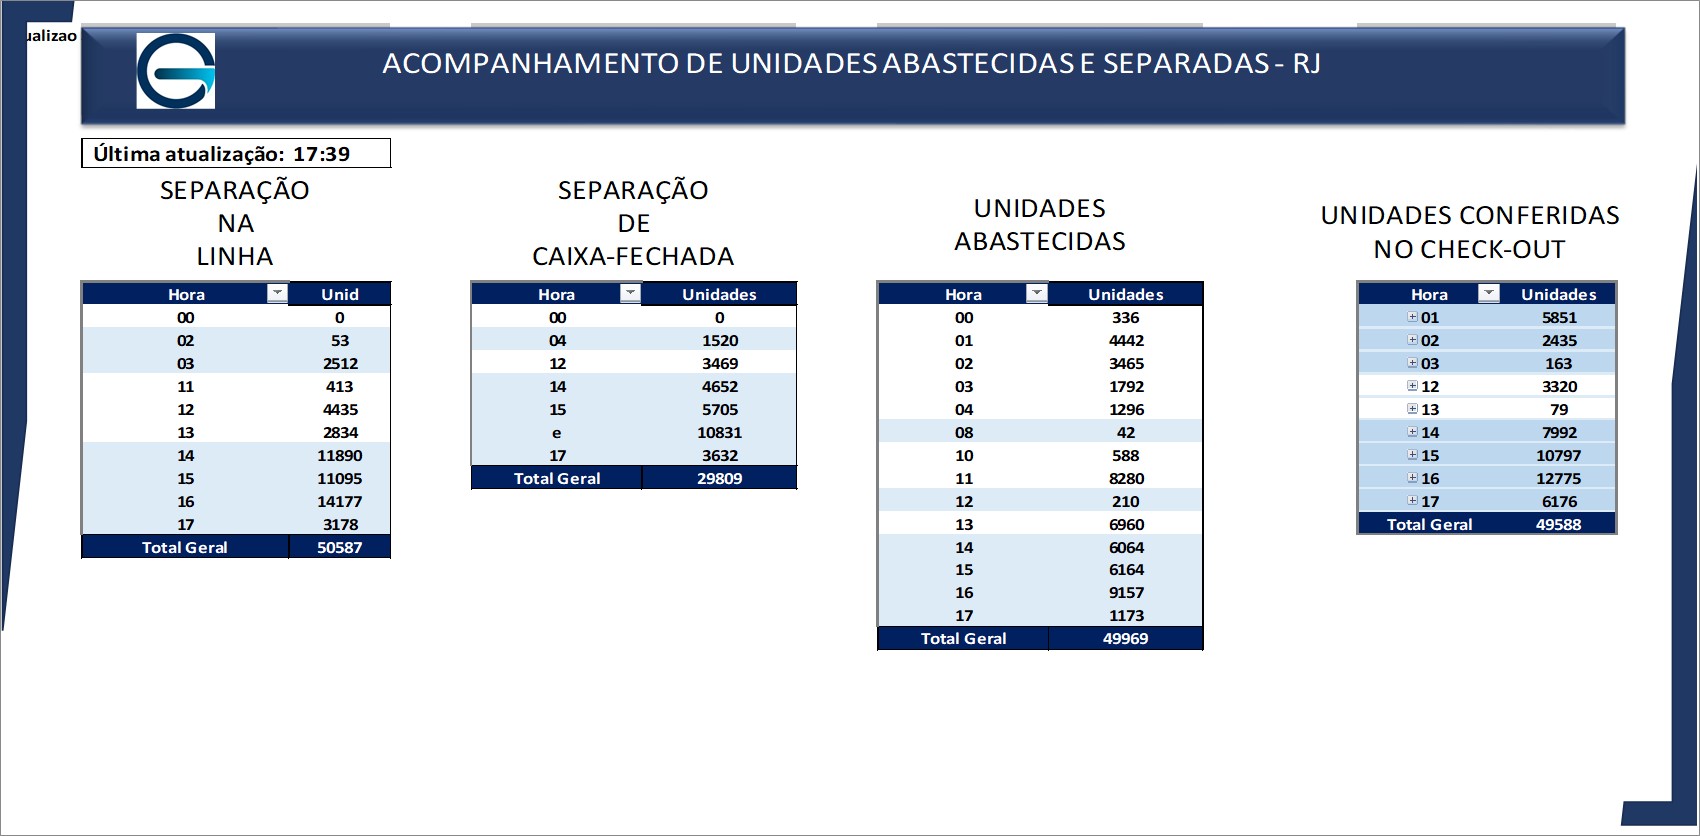 ualizao
ACOMPANHAMENTO DE UNIDADES ABASTECIDAS E SEPARADAS - RJ
Última atualização: 17:39
SEPARAÇÃO
NA
LINHA
Hora Unid
00 0
02 53
03 2512
11 413
12 4435
13 2834
14 11890
15 11095
16 14177
17 3178
Total Geral 50587
SEPARAÇÃO
DE
CAIXA-FECHADA
Hora Unidades
00 0
04 1520
12 3469
14 4652
15 5705
e 10831
17 3632
Total Geral 29809
UNIDADES
ABASTECIDAS
Hora Unidades
00 336
01 4442
02 3465
03 1792
04 1296
08 42
10 588
11 8280
12 210
13 6960
14 6064
15 6164
16 9157
17 1173
Total Geral 49969
UNIDADES CONFERIDAS
NO CHECK-OUT
Hora Unidades
01 5851
02 2435
03 163
12 3320
13 79
14 7992
15 10797
16 12775
17 6176
Total Geral 49588